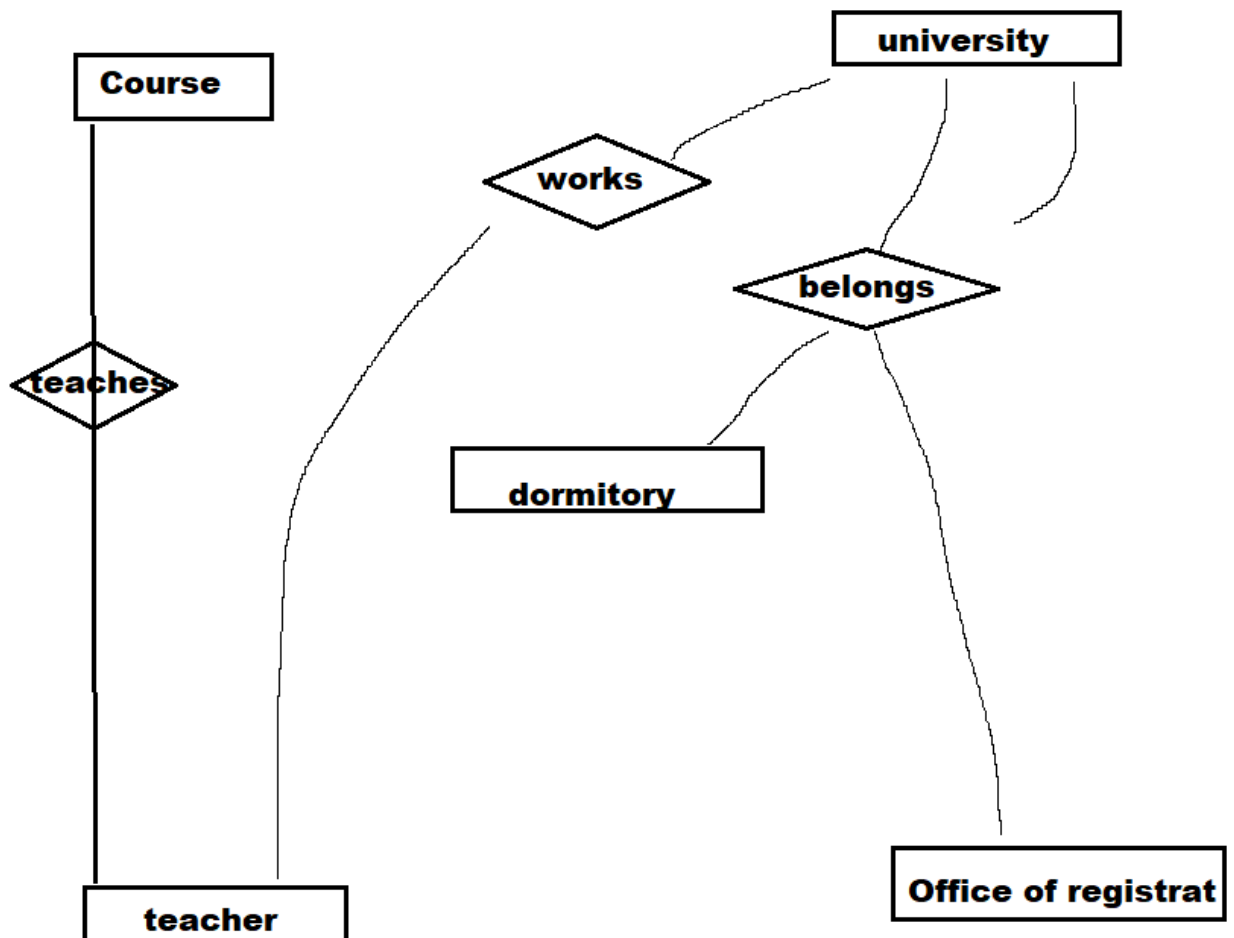 university
Course
works
belongs
teaches
dormitory
Office of registrat
teacher